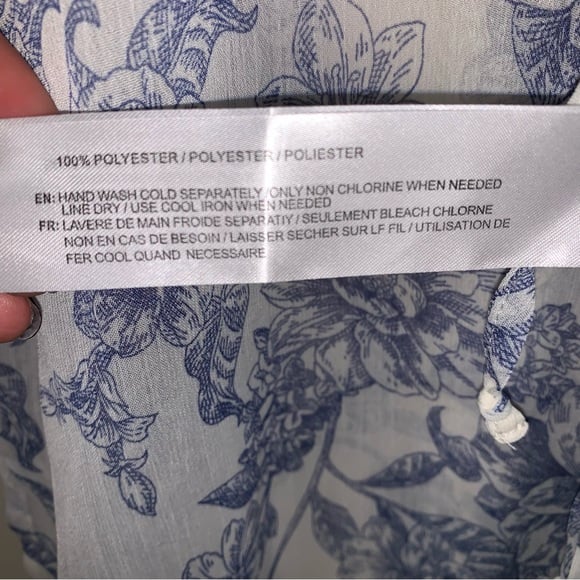 100% POLYESTER / POLYESTER / POLIESTER
EN: HAND WASH COLD SEPARATELY /ONLY NON CHLORINE WHEN NEEDED
LINE DRY / USE COOL IRON WHEN NEEDED
FR: LAVERE DE MAIN FROIDE SEPARATIY / SEULEMENT BLEACH CHLORNE
NON EN CAS DE BESOIN / LAISSER SECHER SUR LF FIL / UTILISATION DE
FER COOL QUAND NECESSAIRE